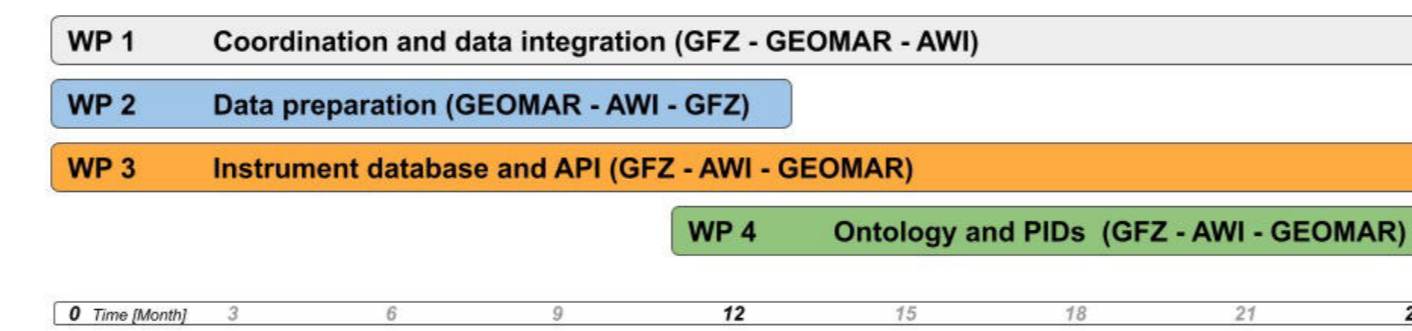 WP 1 Coordination and data integration (GFZ - GEOMAR - AWI)
WP 2 Data preparation (GEOMAR - AWI - GFZ)
WP 3 Instrument database and API (GFZ - AWI - GEOMAR)
WP 4 Ontology and PIDs (GFZ - AWI - GEOMAR)
0 Time [Month] 3 6 9 12 15 18 21